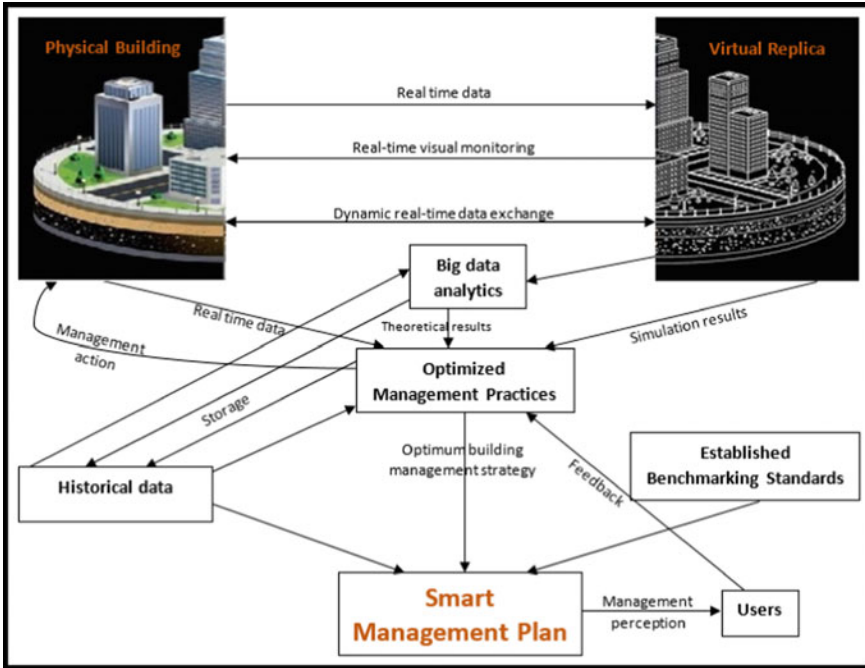 Physical Building
Virtual Replica
Real time data
Real-time visual monitoring
Dynamic real-time data exchange
Big data
analytics
Real time data
Theoretical results
Simulation results
Management
action
Optimized
Management Practices
Storage
Historical data
Optimum building
management strategy
Feedback
Established
Benchmarking Standards
Smart
Management Plan
Management
perception
Users